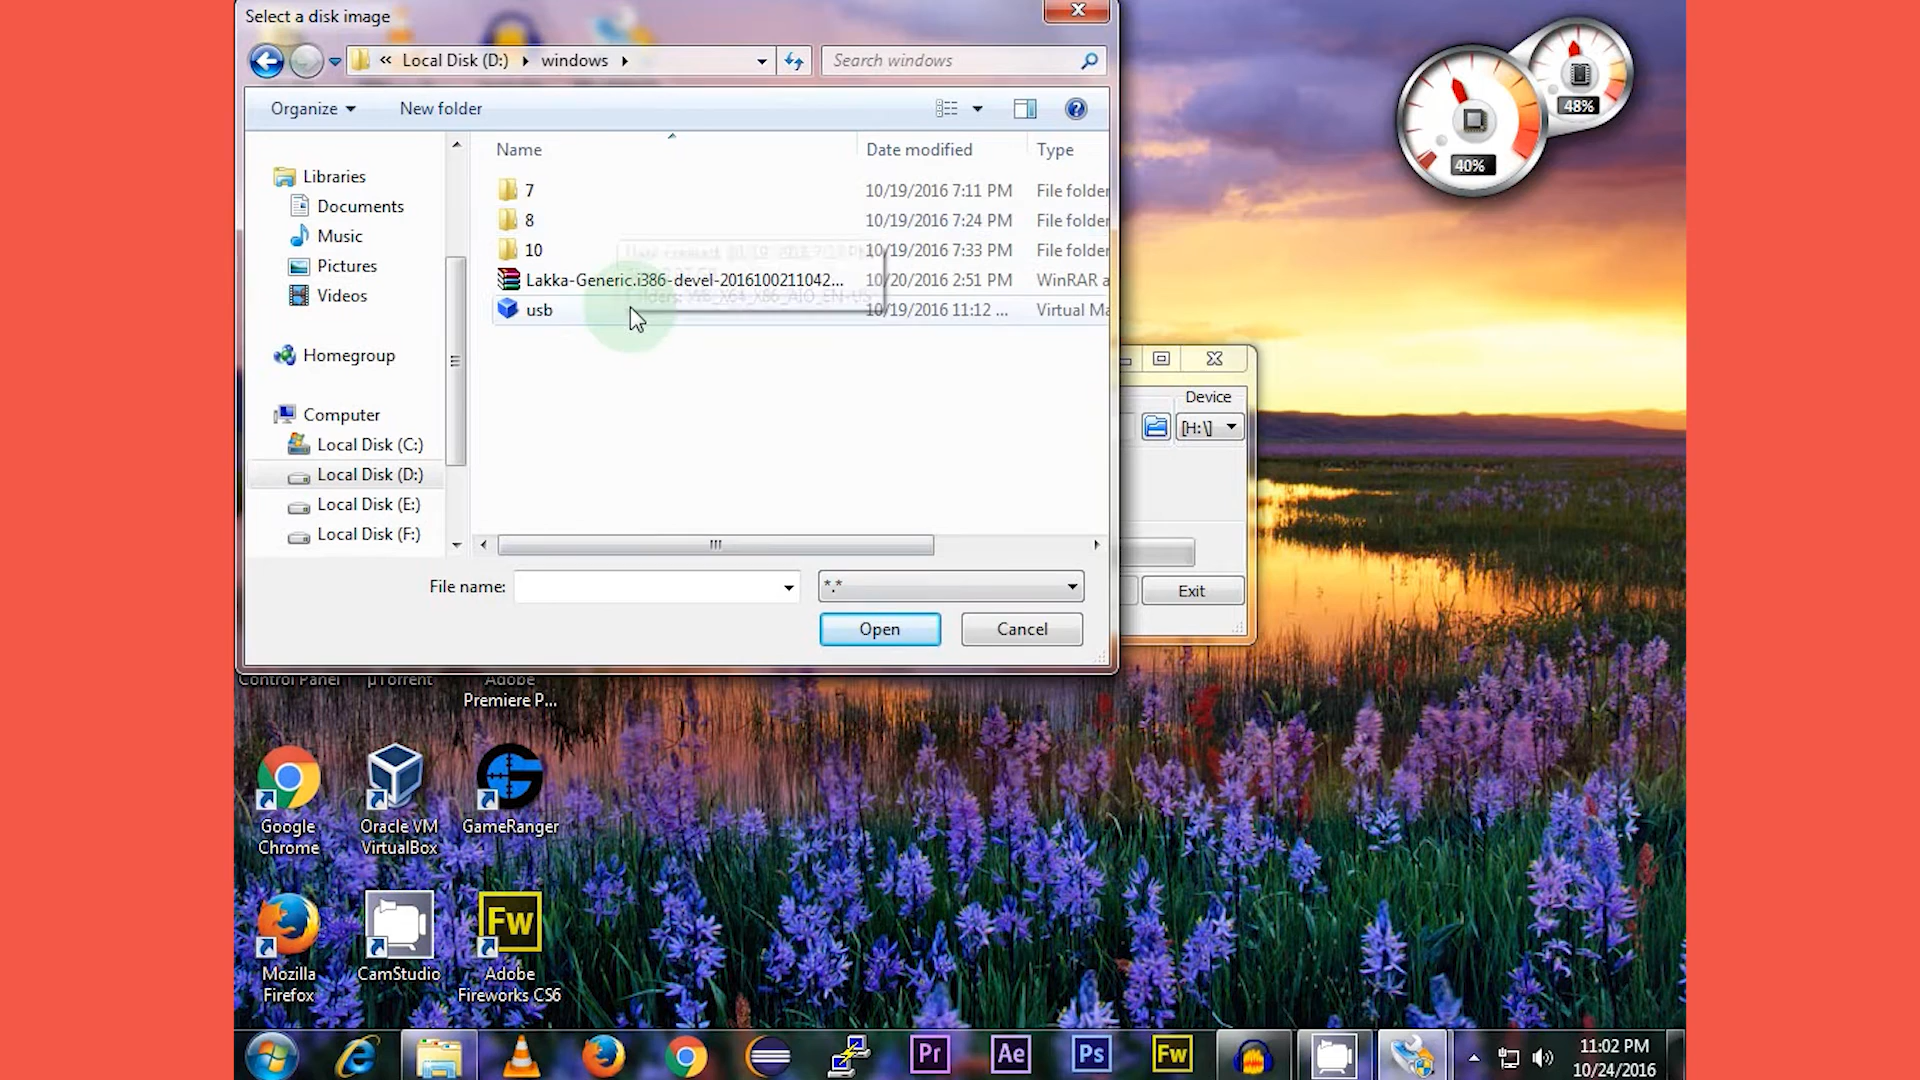 Select a disk image
« Local Disk (D:) windows
Search windows
Organize
New folder
Name
Date modified
Type
7
10/19/2016 7:11 PM
File folder
8
10/19/2016 7:24 PM
File folder
10
10/19/2016 7:33 PM
File folder
Lakka-Generic.i386-devel-2016100211042...
10/20/2016 2:51 PM
WinRAR a
usb
10/19/2016 11:12 ...
Virtual Ma
Libraries
Documents
Music
Pictures
Videos
Homegroup
Computer
Local Disk (C:)
Local Disk (D:)
Local Disk (E:)
Local Disk (F:)
File name:
*.*
Open
Cancel
Device
[H:\]
Exit
40%
48%
Control Panel
µTorrent
Adobe
Premiere P...
Google
Chrome
Oracle VM
VirtualBox
GameRanger
Mozilla
Firefox
CamStudio
Fw
Adobe
Fireworks CS6
Pr
Ae
Ps
Fw
11:02 PM
10/24/2016